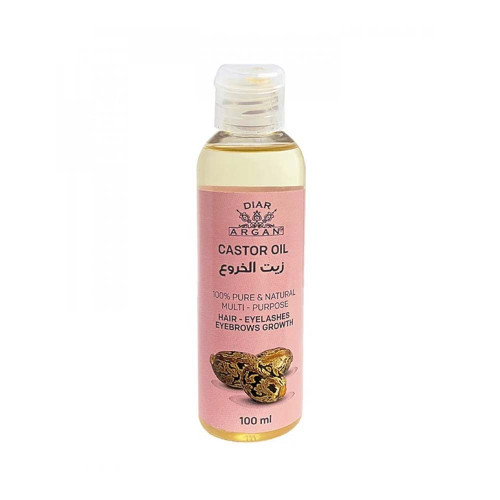 DIAR
ARGAN
CASTOR OIL
زيت الخروع
100% PURE & NATURAL
MULTI - PURPOSE
HAIR - EYELASHES
EYEBROWS GROWTH
100 ml